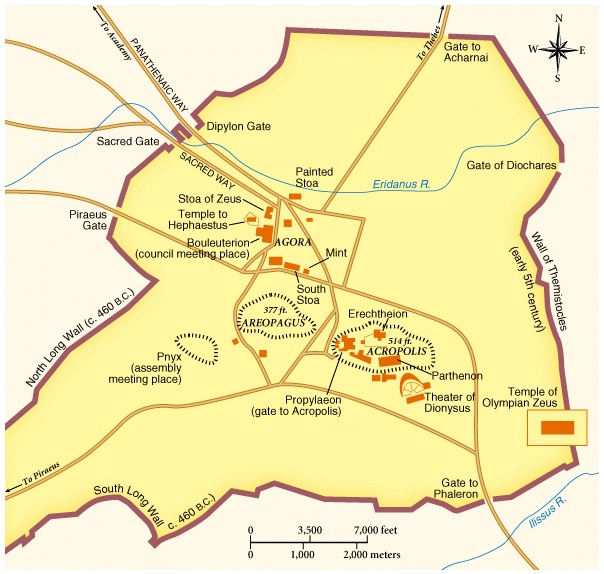 To Academy
PANATHENAIC WAY
To Thebes
Gate to
Acharnai
N
W
E
S
Dipylon Gate
Sacred Gate
SACRED WAY
Gate of Diochares
Painted
Stoa
Eridanus R.
Stoa of Zeus
Temple to
Hephaestus
Piraeus
Gate
Bouleuterion
(council meeting place)
AGORA
Mint
South
Stoa
Wall of Themistocles
(early 5th century)
North Long Wall (c. 460 B.C.)
377 ft.
AREOPAGUS
Erechtheion
514 ft.
ACROPOLIS
Pnyx
(assembly
meeting place)
Parthenon
Propylaeon
(gate to Acropolis)
Theater of
Dionysus
Temple of
Olympian Zeus
To Piraeus
South Long Wall
c. 460 B.C.)
Gate to
Phaleron
Ilissus R.
0 3,500 7,000 feet
0 1,000 2,000 meters